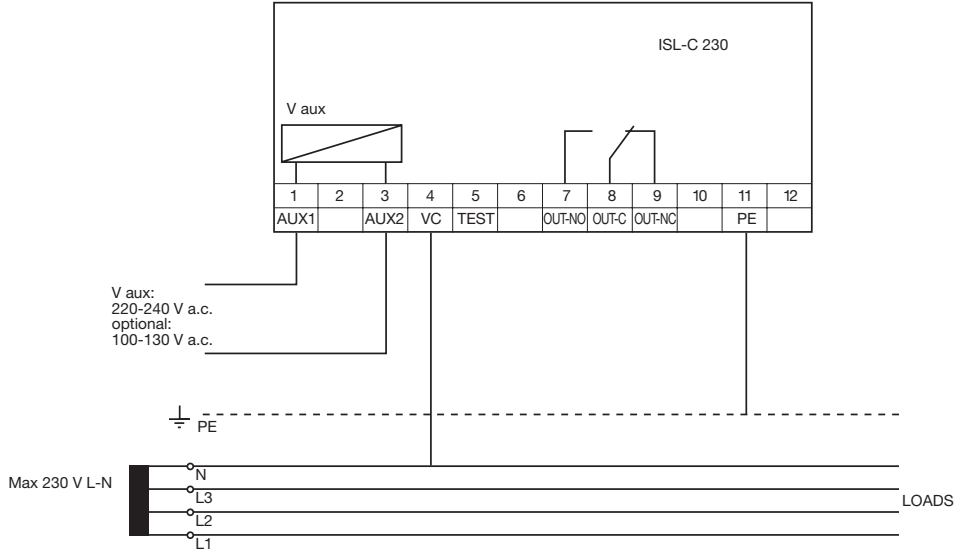 ISL-C 230
V aux
1 2 3 4 5 6 7 8 9 10 11 12
AUX1 AUX2 VC TEST OUT-NO OUT-C OUT-NC PE
V aux:
220-240 V a.c.
optional:
100-130 V a.c.
PE
Max 230 V L-N
N
L3
LOADS
L2
L1